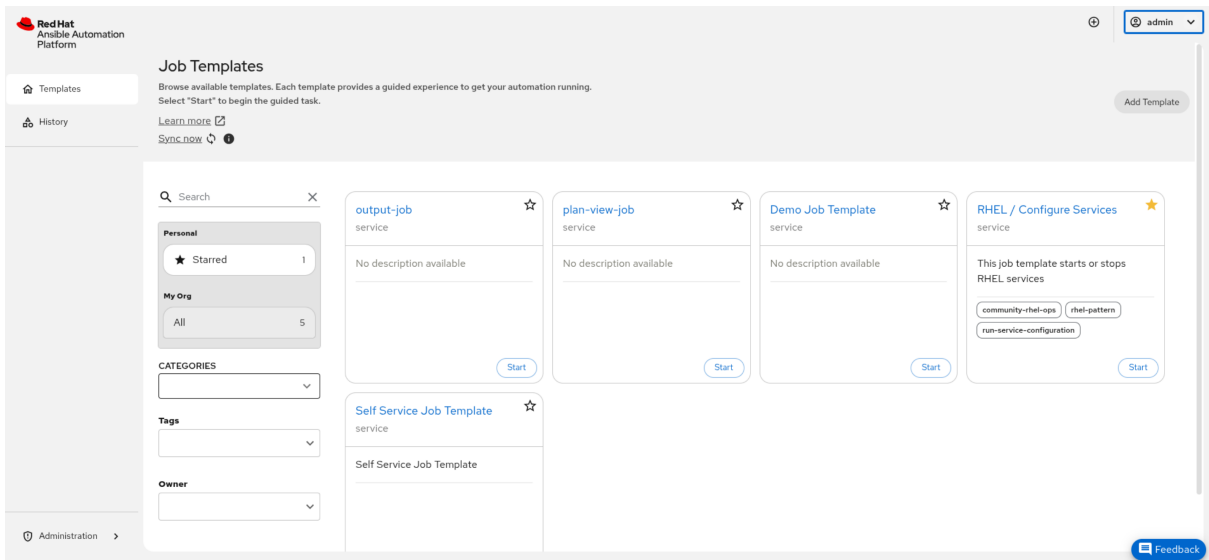 Red Hat
Ansible Automation
Platform
admin
Templates
History
Administration
Job Templates
Browse available templates. Each template provides a guided experience to get your automation running.
Select "Start" to begin the guided task.
Learn more
Sync now
Add Template
Search
Personal
Starred 1
My Org
All 5
CATEGORIES
Tags
Owner
output-job
service
No description available
Start
plan-view-job
service
No description available
Start
Demo Job Template
service
No description available
Start
RHEL / Configure Services
service
This job template starts or stops
RHEL services
community-rhel-ops rhel-pattern
run-service-configuration
Start
Self Service Job Template
service
Self Service Job Template
Feedback